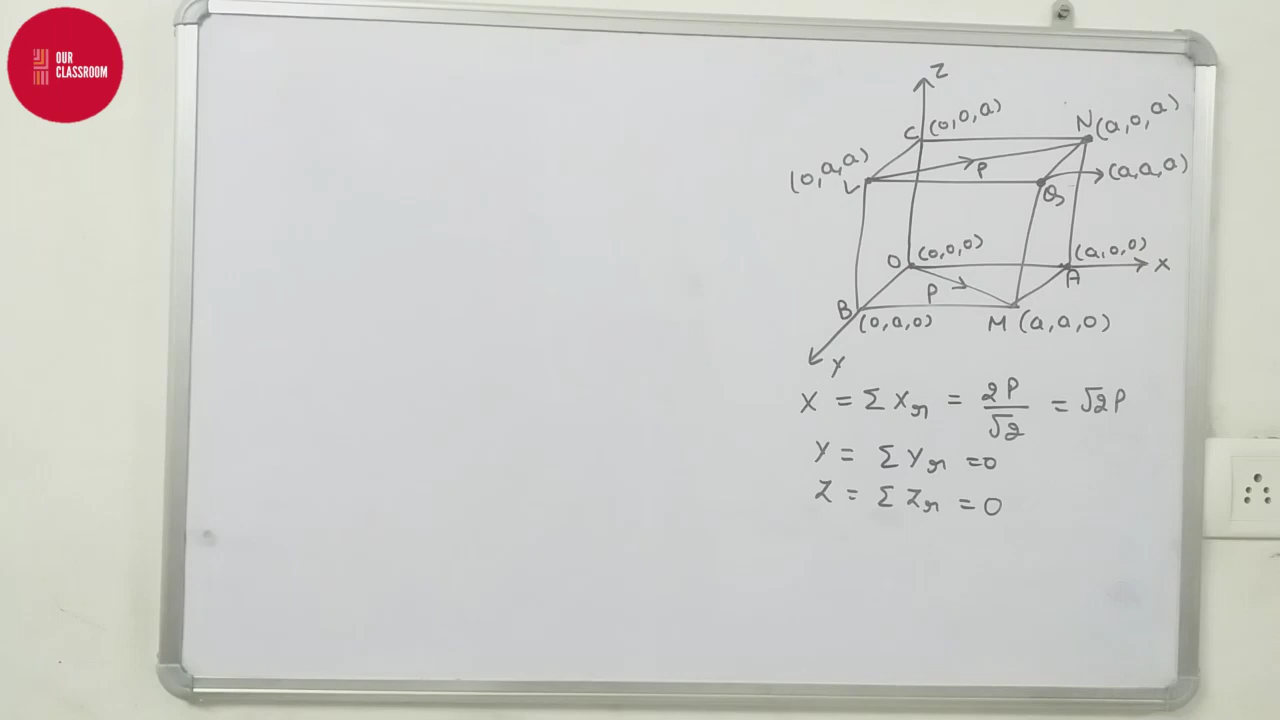 OUR
CLASSROOM
Z
C (0,0,a)
N(a,0,a)
(0,a,a)
L
P
(a,a,a)
Q
O (0,0,0)
(a,0,0)
X
A
P
B
(0,a,0)
M (a,a,0)
Y
X = Σ Xr = 2P/√2 = √2P
Y = Σ Yr = 0
Z = Σ Zr = 0